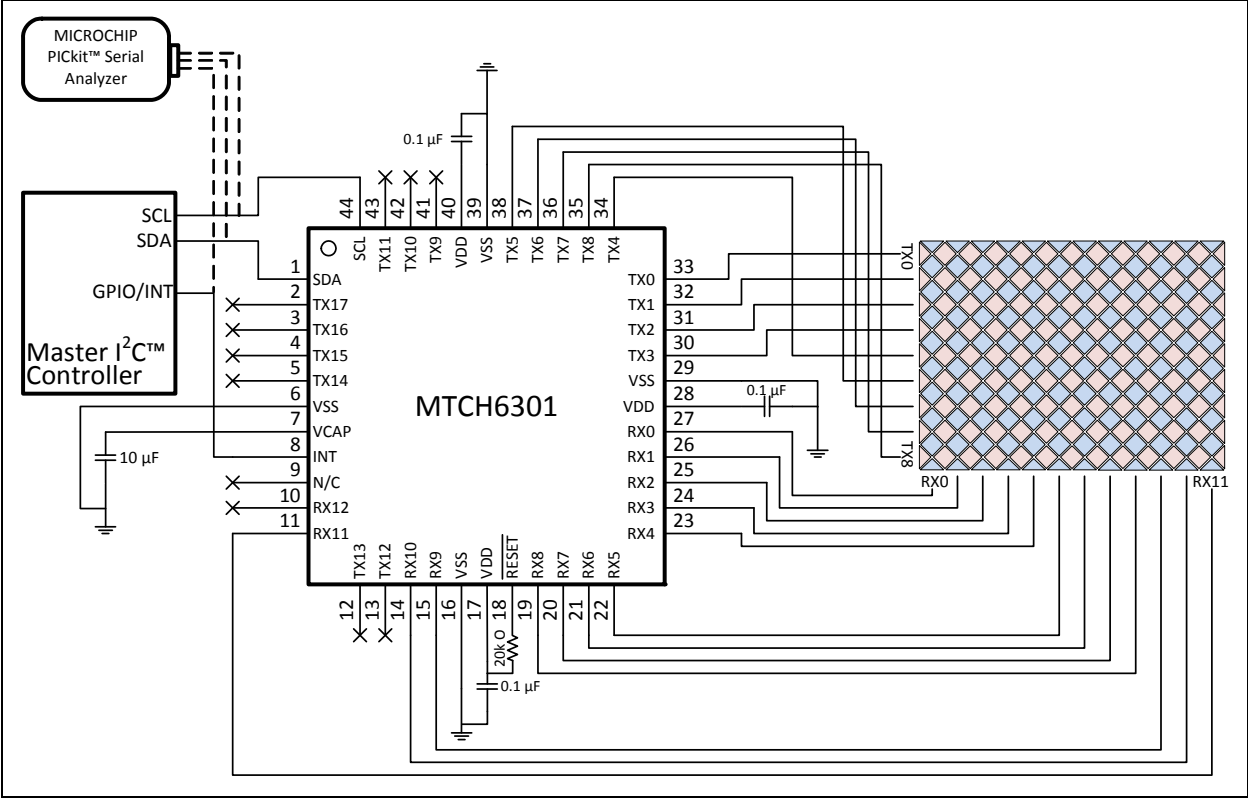 MICROCHIP
PICkit™ Serial
Analyzer
SCL
SDA
GPIO/INT
Master I²C™
Controller
0.1 µF
44
43
42
41
40
39
38
37
36
35
34
SCL
TX11
TX10
TX9
VDD
VSS
TX5
TX6
TX7
TX8
TX4
1 SDA
2 TX17
3 TX16
4 TX15
5 TX14
6 VSS
7 VCAP
8 INT
9 N/C
10 RX12
11 RX11
10 µF
MTCH6301
33 TX0
32 TX1
31 TX2
30 TX3
29 VSS
28 VDD
27 RX0
26 RX1
25 RX2
24 RX3
23 RX4
0.1 µF
TX0
TX8
RX0
RX11
TX13
TX12
RX10
RX9
VSS
VDD
RESET
RX8
RX7
RX6
RX5
12
13
14
15
16
17
18
19
20
21
22
20k O
0.1 µF